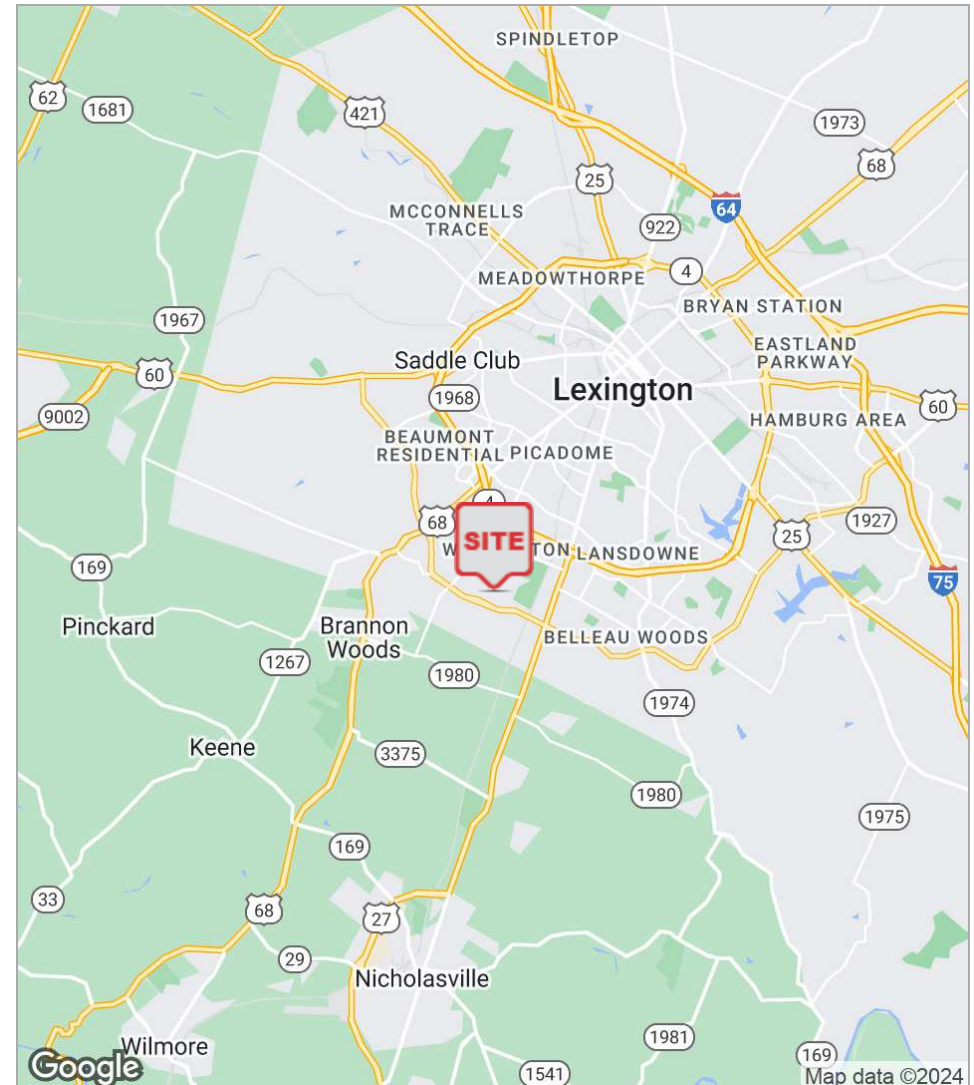 SPINDLETOP
62
1681
421
1973
68
25
MCCONNELLS
TRACE
64
922
4
MEADOWTHORPE
BRYAN STATION
1967
EASTLAND
PARKWAY
Saddle Club
60
Lexington
1968
9002
60
HAMBURG AREA
BEAUMONT
RESIDENTIAL
PICADOME
4
68
1927
25
SITE
TON
LANSDOWNE
169
75
Pinckard
Brannon
Woods
BELLEAU WOODS
1267
1980
1974
Keene
3375
1980
1975
169
33
68
27
29
Nicholasville
1981
Wilmore
169
Google
1541
Map data ©2024